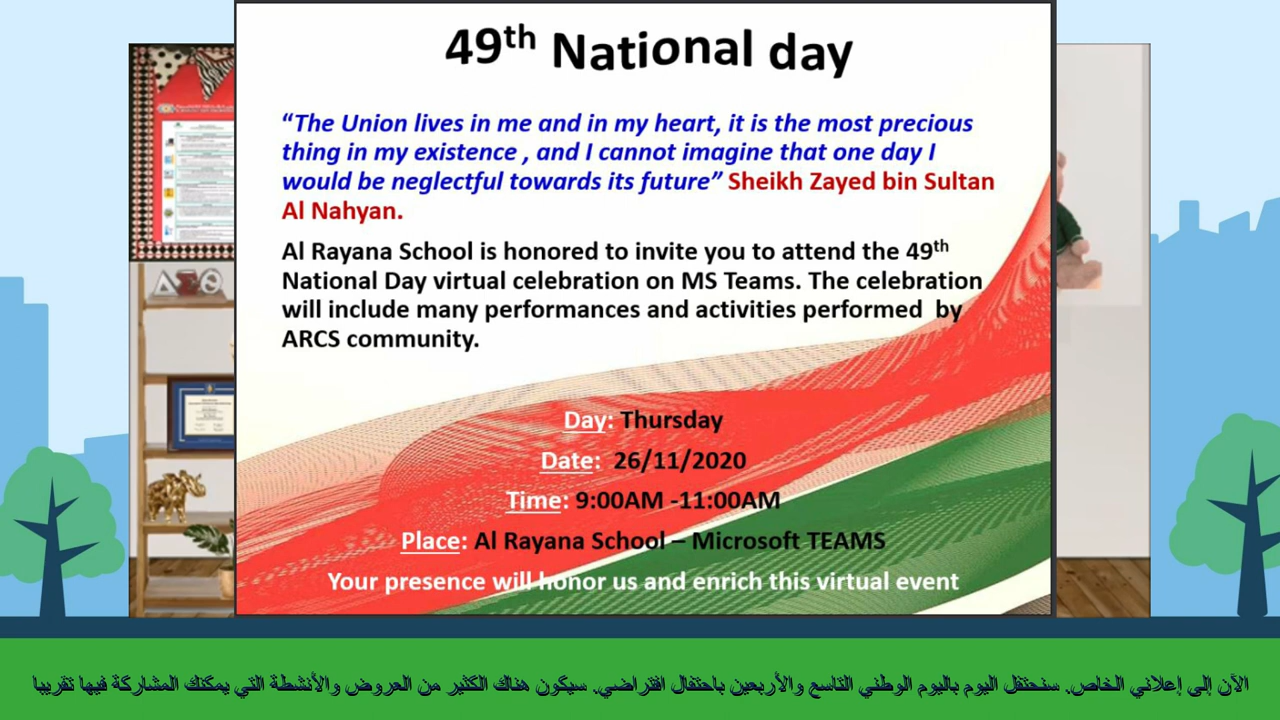 49th National day
“The Union lives in me and in my heart, it is the most precious
thing in my existence , and I cannot imagine that one day I
would be neglectful towards its future” Sheikh Zayed bin Sultan
Al Nahyan.
Al Rayana School is honored to invite you to attend the 49th
National Day virtual celebration on MS Teams. The celebration
will include many performances and activities performed  by
ARCS community.
Day: Thursday
Date:  26/11/2020
Time: 9:00AM -11:00AM
Place: Al Rayana School – Microsoft TEAMS
Your presence will honor us and enrich this virtual event
ΔΣΘ
الآن إلى إعلاني الخاص. سنحتفل اليوم باليوم الوطني التاسع والأربعين باحتفال افتراضي. سيكون هناك الكثير من العروض والأنشطة التي يمكنك المشاركة فيها تقريبا